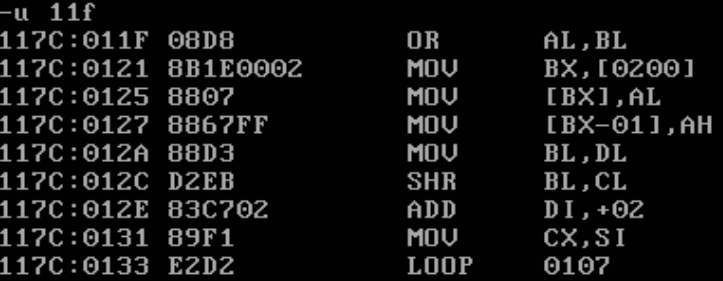 -u 11f
117C:011F 08D8 OR AL,BL
117C:0121 8B1E0002 MOV BX,[0200]
117C:0125 8807 MOV [BX],AL
117C:0127 8867FF MOV [BX-01],AH
117C:012A 88D3 MOV BL,DL
117C:012C D2EB SHR BL,CL
117C:012E 83C702 ADD DI,+02
117C:0131 89F1 MOV CX,SI
117C:0133 E2D2 LOOP 0107